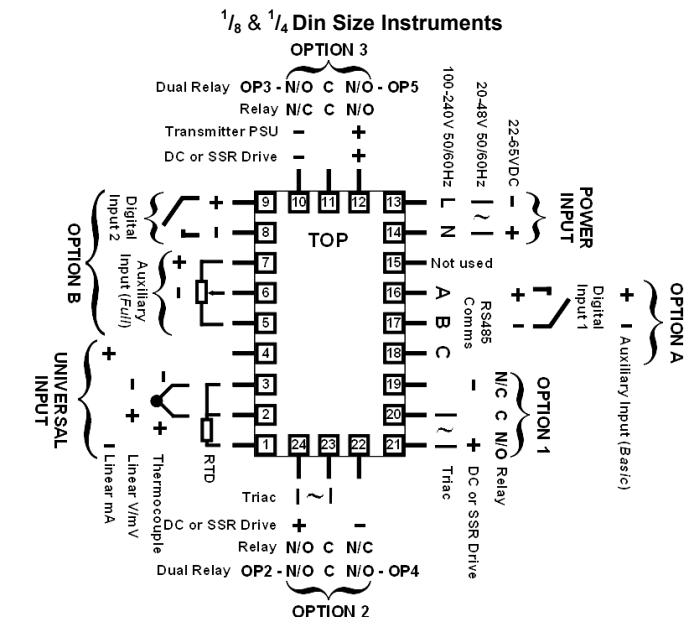 1/8 & 1/4 Din Size Instruments
OPTION 3
Dual Relay OP3 - N/O C N/O - OP5
Relay N/C C N/O
Transmitter PSU − +
DC or SSR Drive − +
100-240V 50/60Hz
20-48V 50/60Hz
22-65VDC
POWER INPUT
L | −
~
N | +
10 11 12
TOP
9
8
7
6
5
4
3
2
1
13
14
15
16
17
18
19
20
21
24 23 22
+
−
Digital Input 2
+
−
Auxiliary Input (Full)
OPTION B
UNIVERSAL INPUT
+
−
Linear mA
−
+
Linear V/mV
−
+
Thermocouple
RTD
Not used
A
B
C
RS485 Comms
+
−
Digital Input 1
+
−
Auxiliary Input (Basic)
OPTION A
OPTION 1
N/C C N/O Relay
−
+
DC or SSR Drive
| ~ |
Triac
Triac | ~ |
DC or SSR Drive + −
Relay N/O C N/C
Dual Relay OP2 - N/O C N/O - OP4
OPTION 2